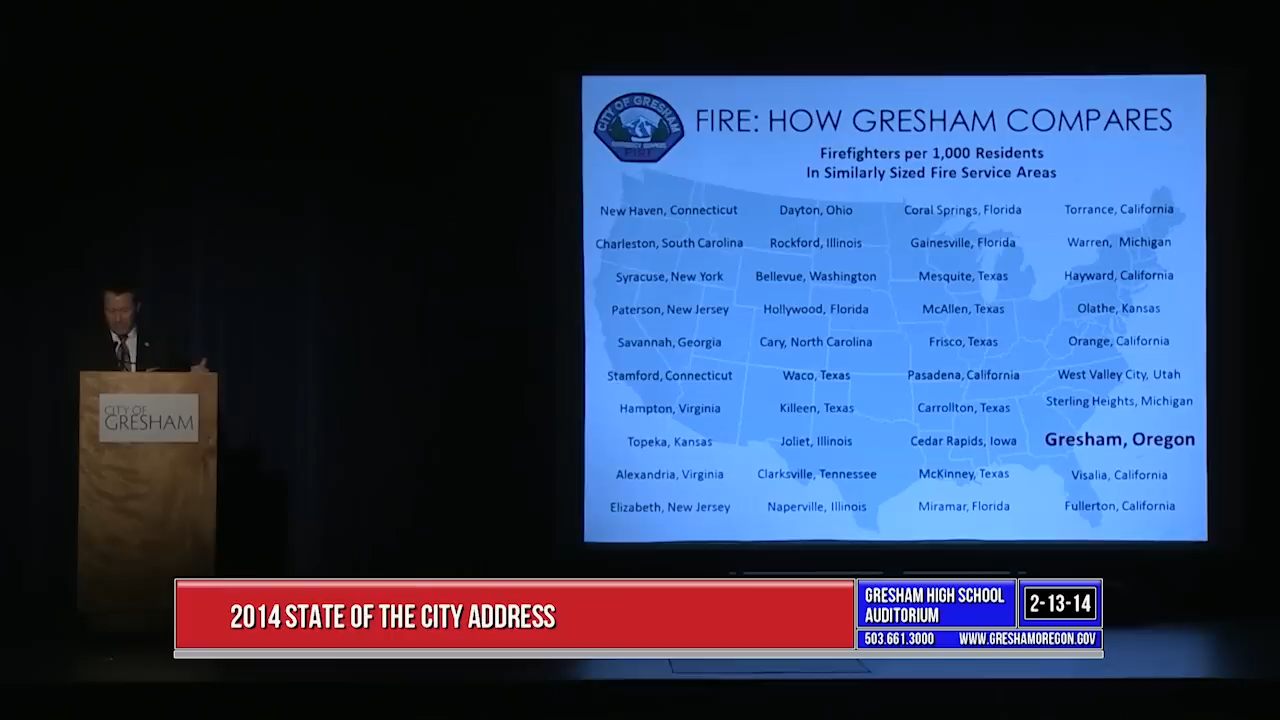 CITY OF GRESHAM
FIRE
FIRE: HOW GRESHAM COMPARES
Firefighters per 1,000 Residents
In Similarly Sized Fire Service Areas
New Haven, Connecticut
Charleston, South Carolina
Syracuse, New York
Paterson, New Jersey
Savannah, Georgia
Stamford, Connecticut
Hampton, Virginia
Topeka, Kansas
Alexandria, Virginia
Elizabeth, New Jersey
Dayton, Ohio
Rockford, Illinois
Bellevue, Washington
Hollywood, Florida
Cary, North Carolina
Waco, Texas
Killeen, Texas
Joliet, Illinois
Clarksville, Tennessee
Naperville, Illinois
Coral Springs, Florida
Gainesville, Florida
Mesquite, Texas
McAllen, Texas
Frisco, Texas
Pasadena, California
Carrollton, Texas
Cedar Rapids, Iowa
McKinney, Texas
Miramar, Florida
Torrance, California
Warren, Michigan
Hayward, California
Olathe, Kansas
Orange, California
West Valley City, Utah
Sterling Heights, Michigan
Gresham, Oregon
Visalia, California
Fullerton, California
CITY OF
GRESHAM
2014 STATE OF THE CITY ADDRESS
GRESHAM HIGH SCHOOL
AUDITORIUM
2-13-14
503.661.3000 WWW.GRESHAMOREGON.GOV